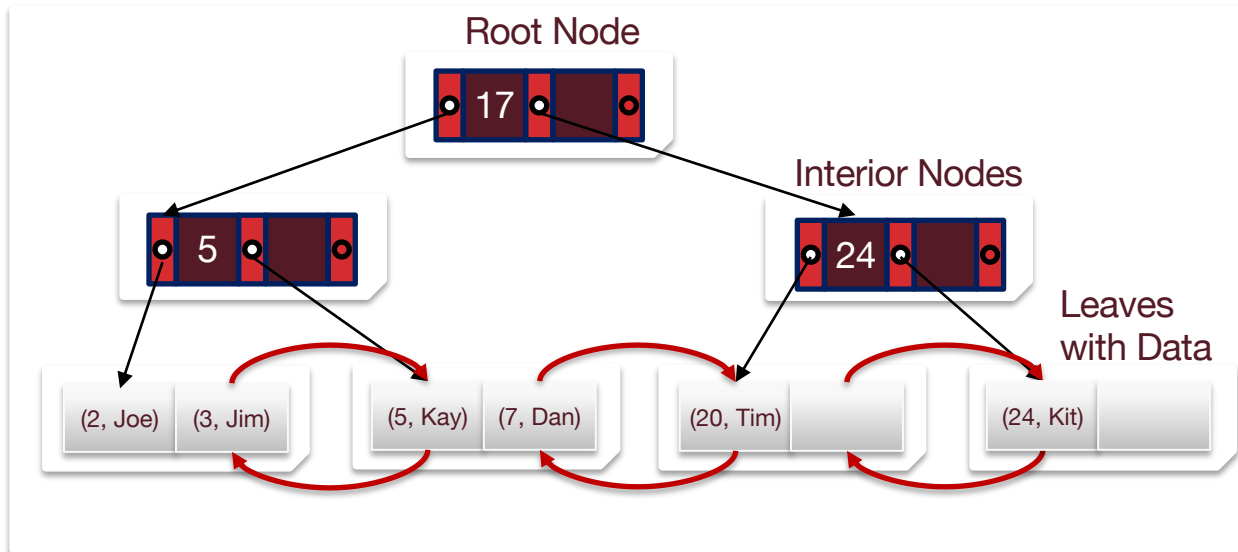 Root Node
17
Interior Nodes
5
24
Leaves
with Data
(2, Joe)
(3, Jim)
(5, Kay)
(7, Dan)
(20, Tim)
(24, Kit)